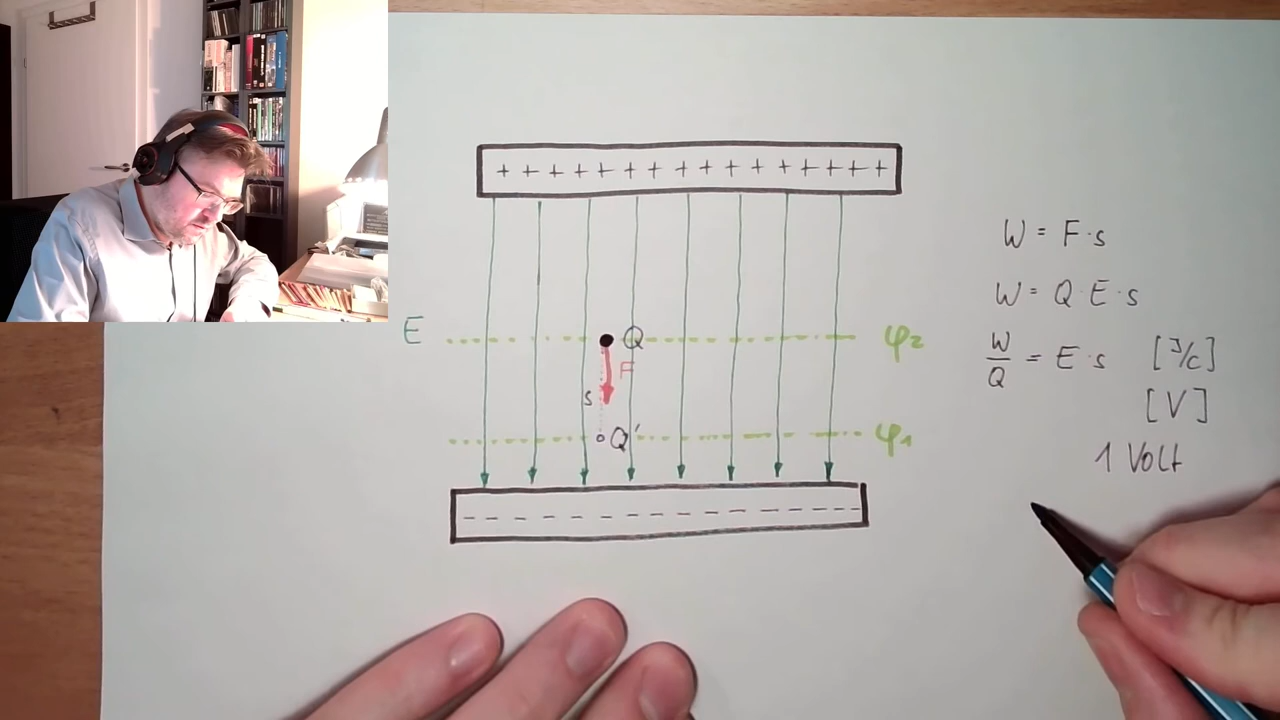 + + + + + + + + + + + + + + +
E
Q
φ₂
F
s
Q′
φ₁
- - - - - - - - - - - - - - -
W = F · s
W = Q · E · s
W/Q = E · s [J/C]
[V]
1 Volt